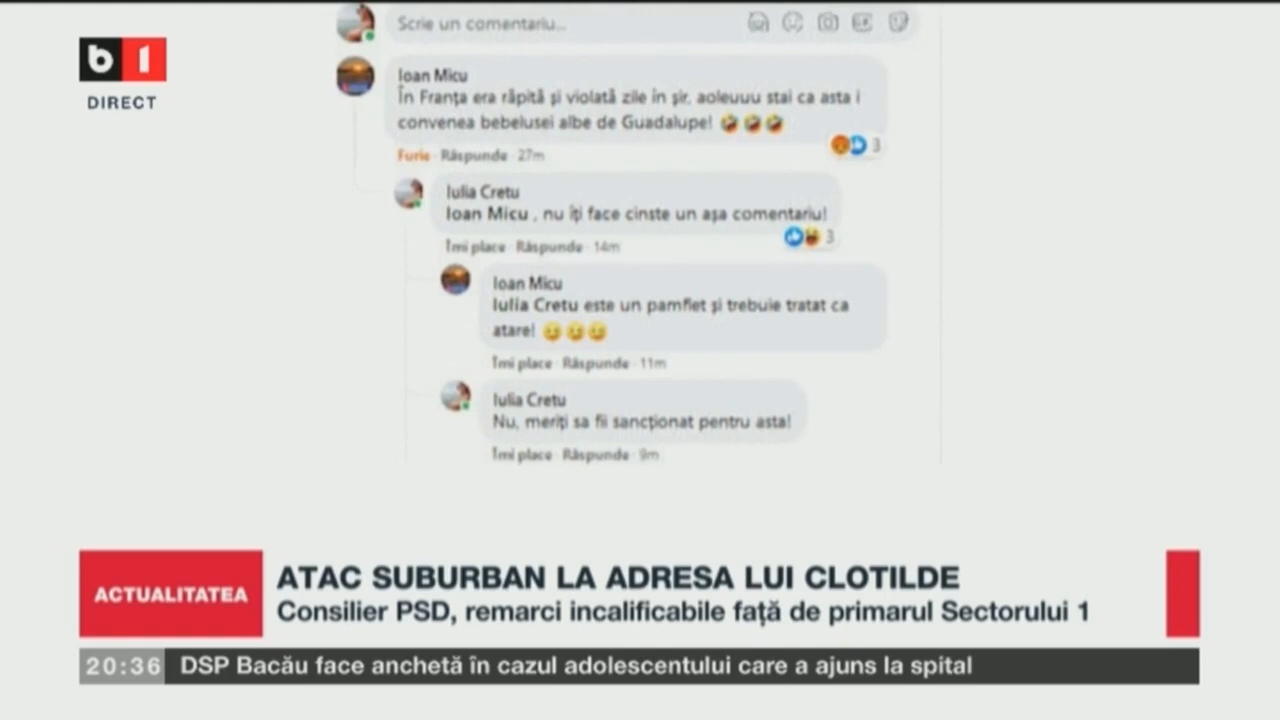 Scrie un comentariu...
b1
DIRECT
Ioan Micu
În Franța era răpită și violată zile în șir, aoleuuu stai ca asta i
convenea bebelusei albe de Guadalupe! 🤣🤣🤣
3
Furie · Răspunde · 27m
Iulia Cretu
Ioan Micu , nu îți face cinste un așa comentariu!
3
Îmi place · Răspunde · 14m
Ioan Micu
Iulia Cretu este un pamflet și trebuie tratat ca
atare! 😉😉😉
Îmi place · Răspunde · 11m
Iulia Cretu
Nu, meriți sa fii sancționat pentru asta!
Îmi place · Răspunde · 9m
ACTUALITATEA
ATAC SUBURBAN LA ADRESA LUI CLOTILDE
Consilier PSD, remarci incalificabile față de primarul Sectorului 1
20:36 DSP Bacău face anchetă în cazul adolescentului care a ajuns la spital